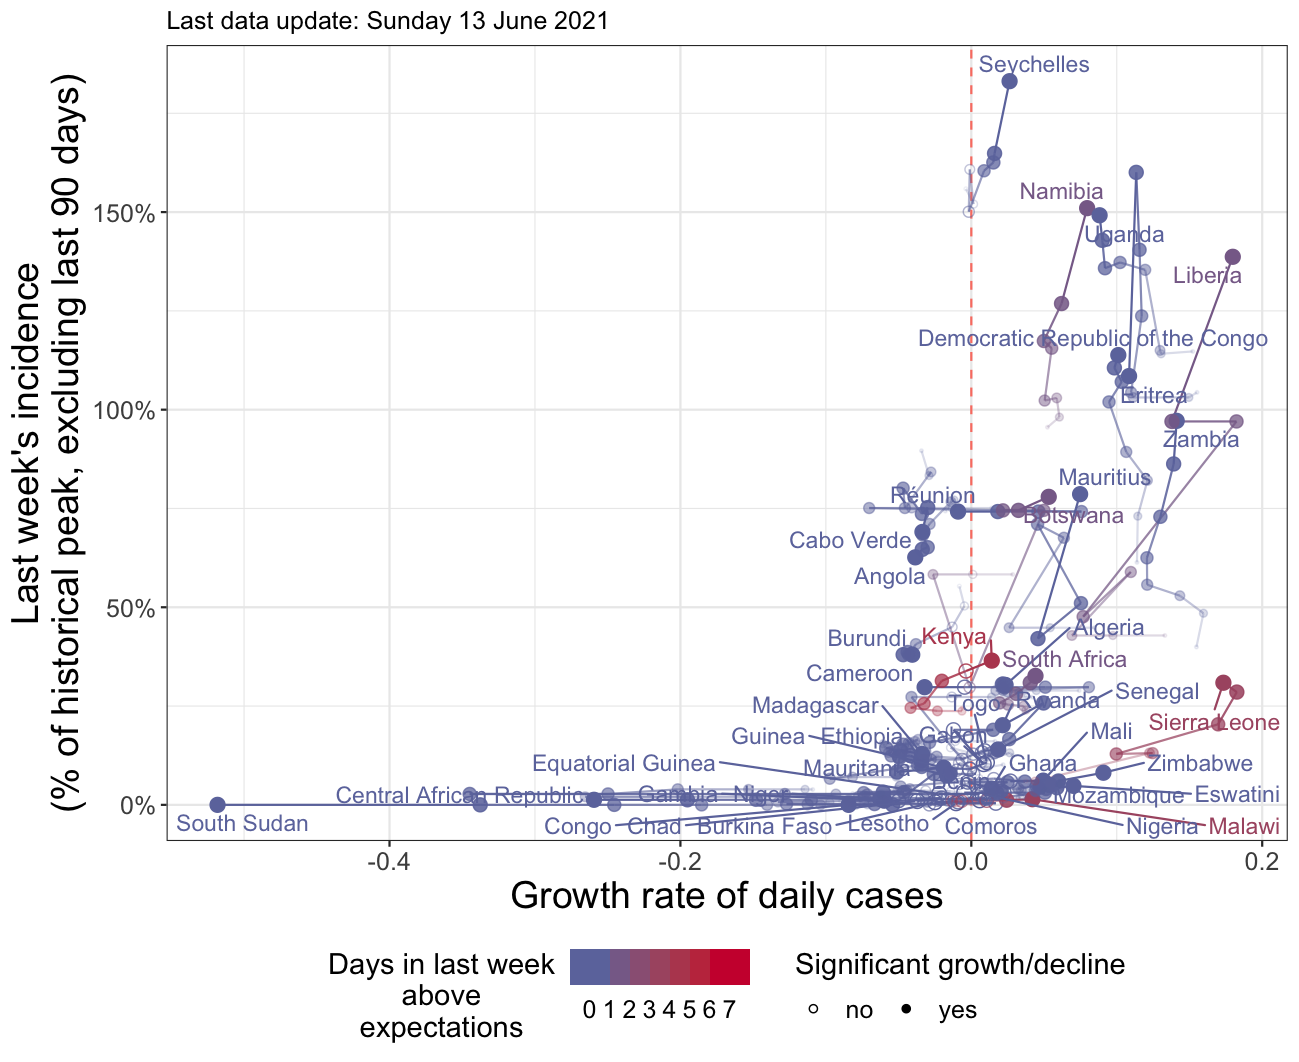 Last data update: Sunday 13 June 2021
Last week's incidence
(% of historical peak, excluding last 90 days)
150%
100%
50%
0%
Seychelles
Namibia
Uganda
Liberia
Democratic Republic of the Congo
Eritrea
Zambia
Mauritius
Réunion
Botswana
Cabo Verde
Angola
Algeria
Burundi
Kenya
South Africa
Cameroon
Senegal
Madagascar
Togo
Rwanda
Sierra Leone
Guinea
Ethiopia
Gabon
Mali
Equatorial Guinea
Mauritania
Ghana
Zimbabwe
Central African Republic
Gambia
Niger
Mozambique
Eswatini
South Sudan
Congo
Chad
Burkina Faso
Lesotho
Comoros
Nigeria
Malawi
-0.4
-0.2
0.0
0.2
Growth rate of daily cases
Days in last week
above
expectations
0 1 2 3 4 5 6 7
Significant growth/decline
no
yes